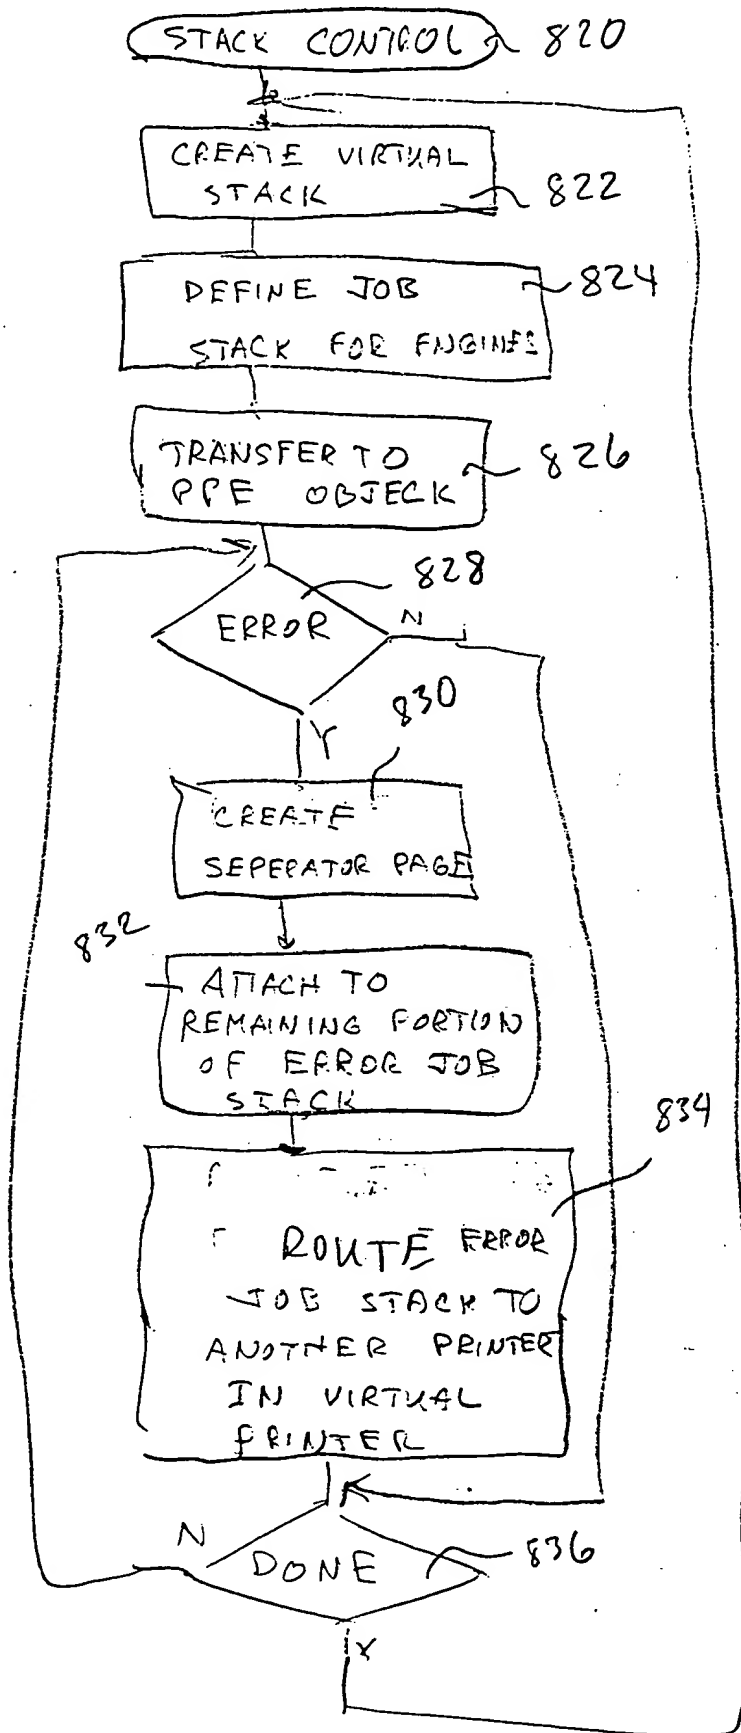 STACK CONTROL 820
CREATE VIRTUAL
STACK 822
DEFINE JOB 824
STACK FOR ENGINES
TRANSFER TO 826
PPE OBJECK
828
ERROR N
830
Y
CREATE
SEPERATOR PAGE
832
ATTACH TO
REMAINING PORTION
OF ERROR JOB
STACK
834
ROUTE ERROR
JOB STACK TO
ANOTHER PRINTER
IN VIRTUAL
PRINTER
N
DONE 836
Y